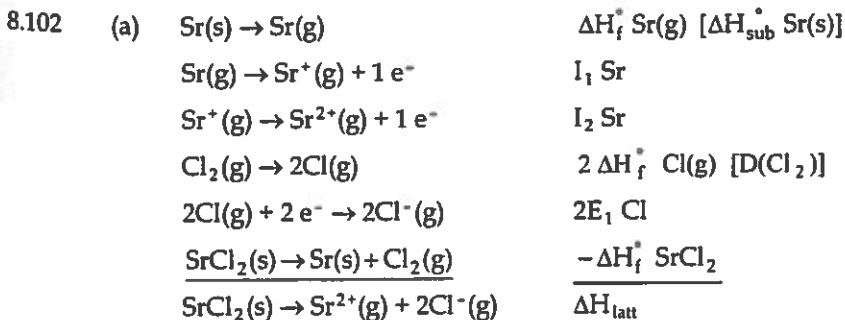 8.102 (a) Sr(s) → Sr(g) ΔH°f Sr(g) [ΔH°sub Sr(s)]
Sr(g) → Sr⁺(g) + 1 e⁻ I₁ Sr
Sr⁺(g) → Sr²⁺(g) + 1 e⁻ I₂ Sr
Cl₂(g) → 2Cl(g) 2 ΔH°f Cl(g) [D(Cl₂)]
2Cl(g) + 2 e⁻ → 2Cl⁻(g) 2E₁ Cl
SrCl₂(s) → Sr(s) + Cl₂(g) −ΔH°f SrCl₂
SrCl₂(s) → Sr²⁺(g) + 2Cl⁻(g) ΔHlatt